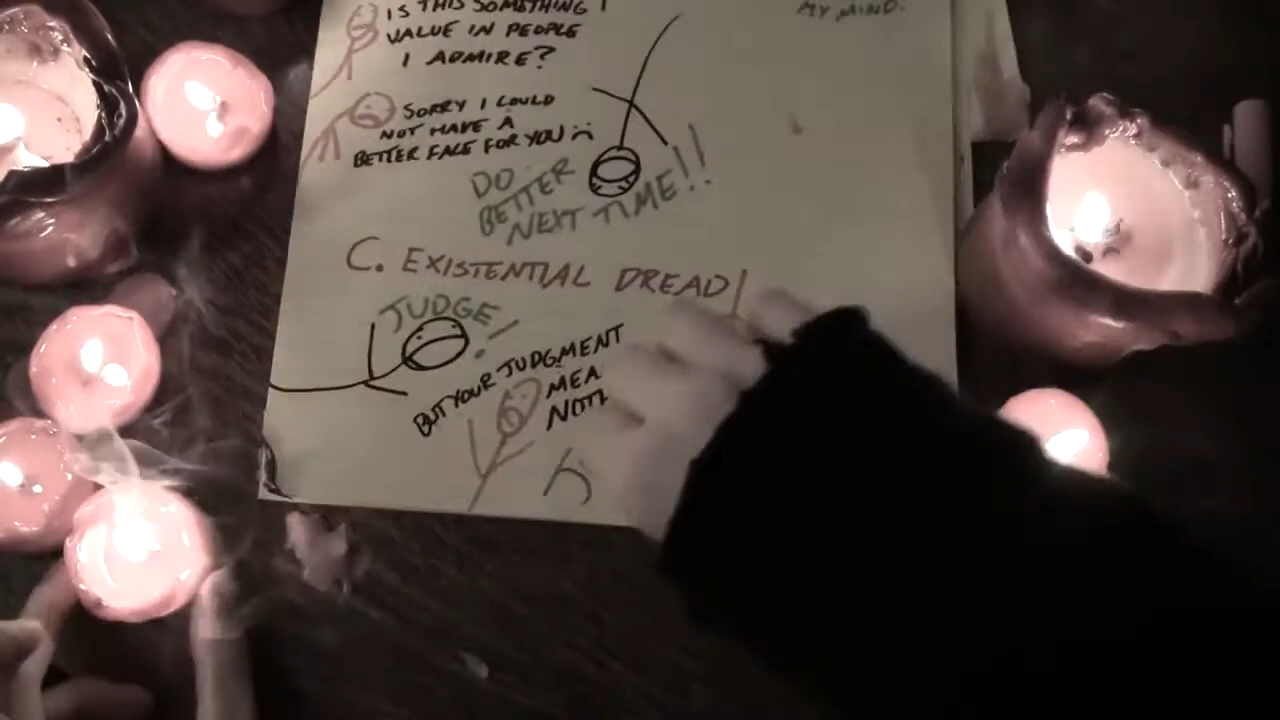 IS THIS SOMETHING I
VALUE IN PEOPLE
I ADMIRE?
MY MIND.
SORRY I COULD
NOT HAVE A
BETTER FACE FOR YOU :(
DO
BETTER
NEXT TIME!!
C. EXISTENTIAL DREAD
JUDGE!
BUT YOUR JUDGMENT
MEA
NOTH